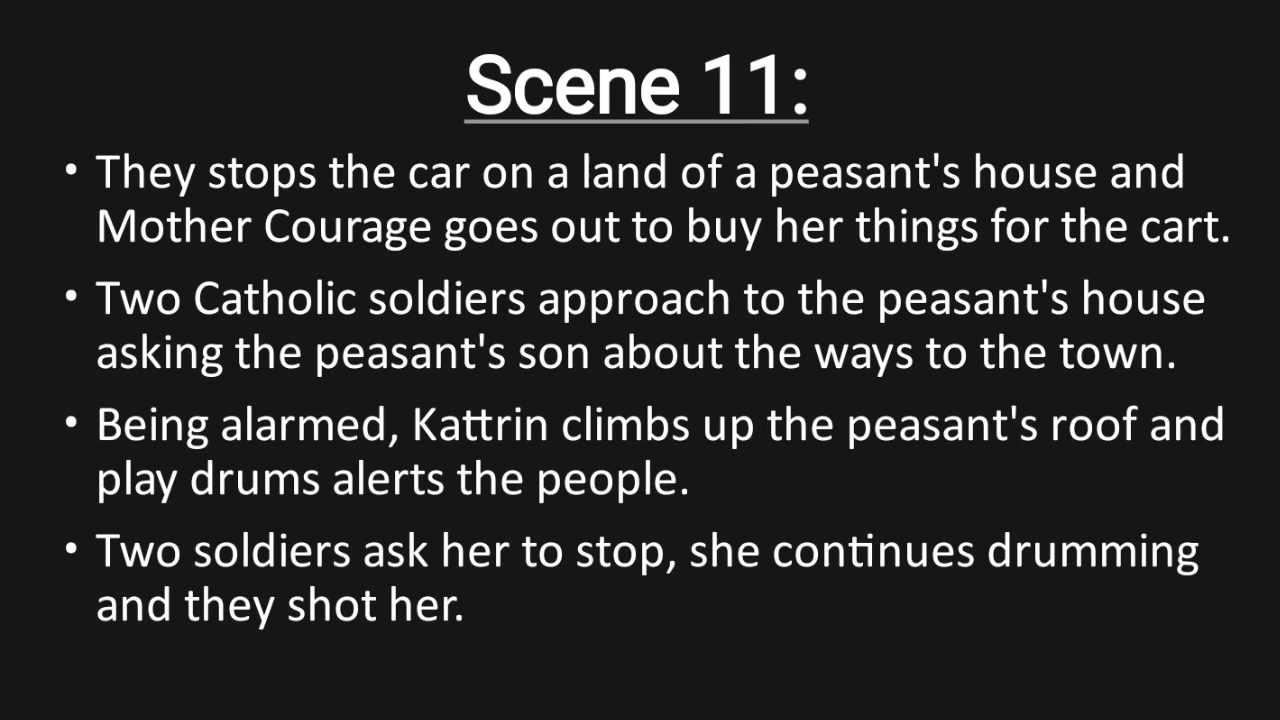 Scene 11:
• They stops the car on a land of a peasant's house and
Mother Courage goes out to buy her things for the cart.
• Two Catholic soldiers approach to the peasant's house
asking the peasant's son about the ways to the town.
• Being alarmed, Kattrin climbs up the peasant's roof and
play drums alerts the people.
• Two soldiers ask her to stop, she continues drumming
and they shot her.